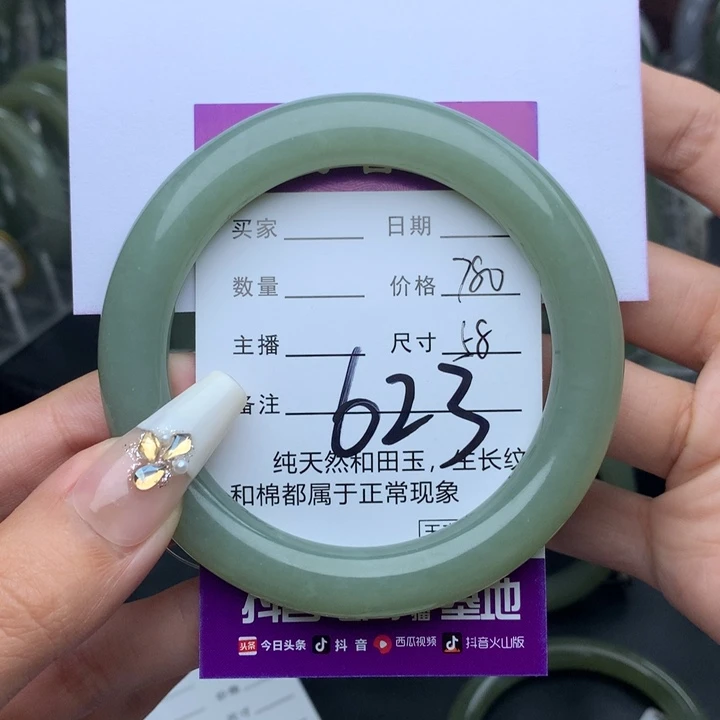 买家 日期
数量 价格 780
主播 尺寸 58
备注 623
纯天然和田玉，生长纹
和棉都属于正常现象
头条 今日头条 抖音 西瓜视频 抖音火山版